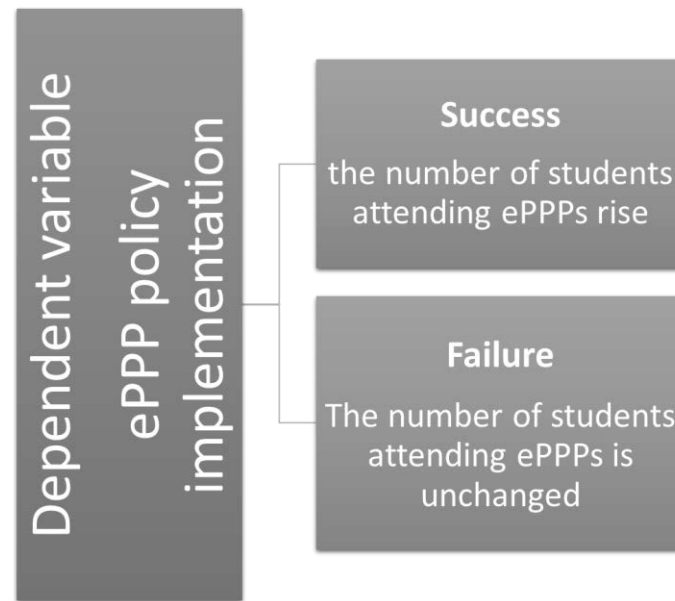 Dependent variable
ePPP policy
implementation
Success
the number of students
attending ePPPs rise
Failure
The number of students
attending ePPPs is
unchanged